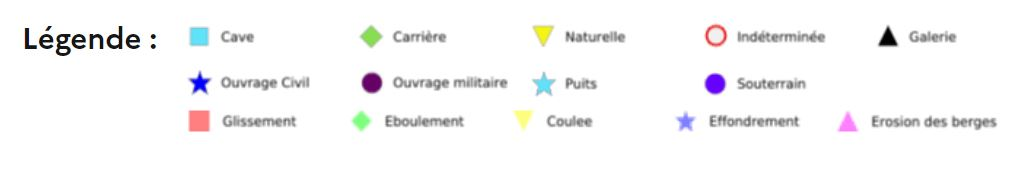 Légende : Cave Carrière Naturelle Indéterminée Galerie
Ouvrage Civil Ouvrage militaire Puits Souterrain
Glissement Eboulement Coulee Effondrement Erosion des berges